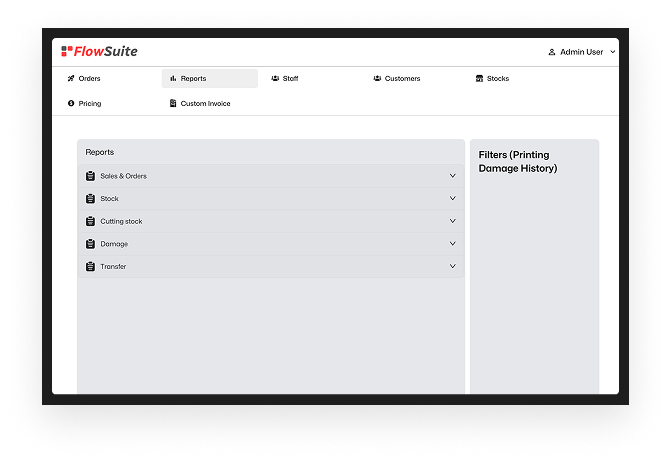 FlowSuite
Admin User
Orders
Reports
Staff
Customers
Stocks
Pricing
Custom Invoice
Reports
Sales & Orders
Stock
Cutting stock
Damage
Transfer
Filters (Printing
Damage History)